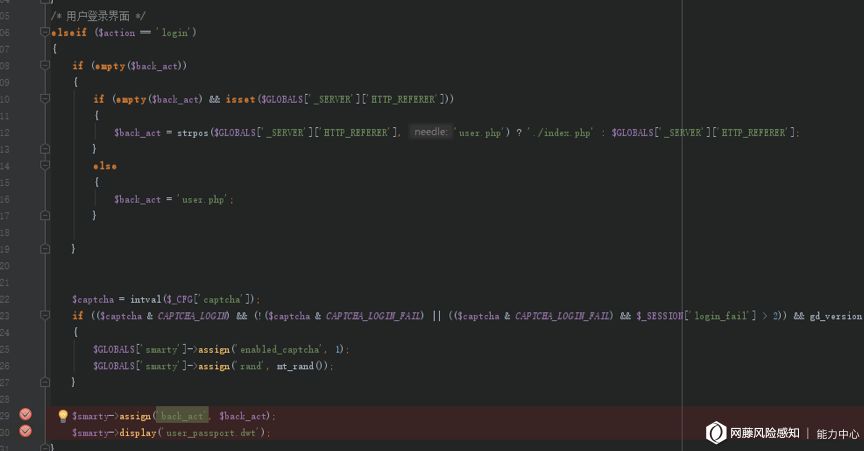 05 /* 用户登录界面 */
06 elseif ($action == 'login')
07 {
08 if (empty($back_act))
09 {
10 if (empty($back_act) && isset($GLOBALS['_SERVER']['HTTP_REFERER']))
11 {
12 $back_act = strpos($GLOBALS['_SERVER']['HTTP_REFERER'], needle: 'user.php') ? './index.php' : $GLOBALS['_SERVER']['HTTP_REFERER'];
13 }
14 else
15 {
16 $back_act = 'user.php';
17 }
18
19 }
20
21
22 $captcha = intval($_CFG['captcha']);
23 if (($captcha & CAPTCHA_LOGIN) && (!($captcha & CAPTCHA_LOGIN_FAIL) || (($captcha & CAPTCHA_LOGIN_FAIL) && $_SESSION['login_fail'] > 2)) && gd_version
24 {
25 $GLOBALS['smarty']->assign('enabled_captcha', 1);
26 $GLOBALS['smarty']->assign('rand', mt_rand());
27 }
28
29 $smarty->assign('back_act', $back_act);
30 $smarty->display('user_passport.dwt');
31 }
网藤风险感知 | 能力中心